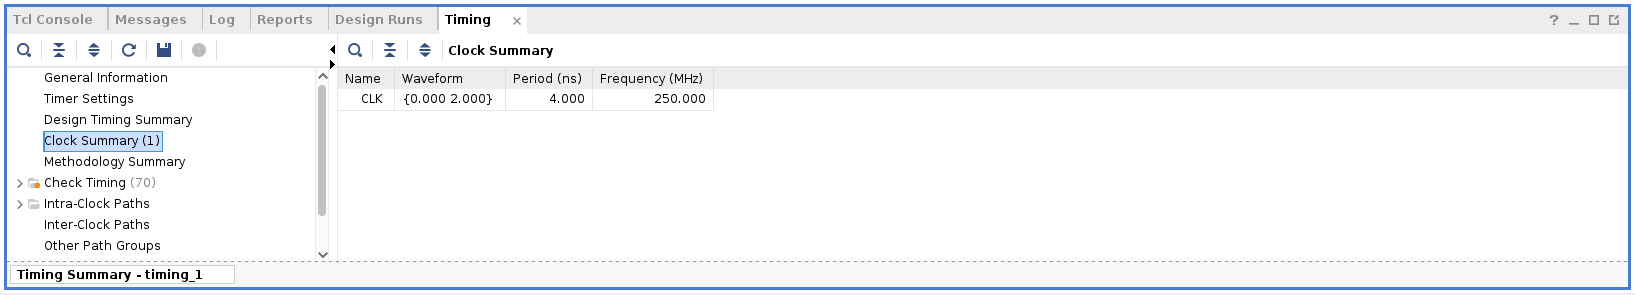 Tcl Console Messages Log Reports Design Runs Timing ×
? _
Clock Summary
General Information
Timer Settings
Design Timing Summary
Clock Summary (1)
Methodology Summary
Check Timing (70)
Intra-Clock Paths
Inter-Clock Paths
Other Path Groups
Name Waveform Period (ns) Frequency (MHz)
CLK {0.000 2.000} 4.000 250.000
Timing Summary - timing_1